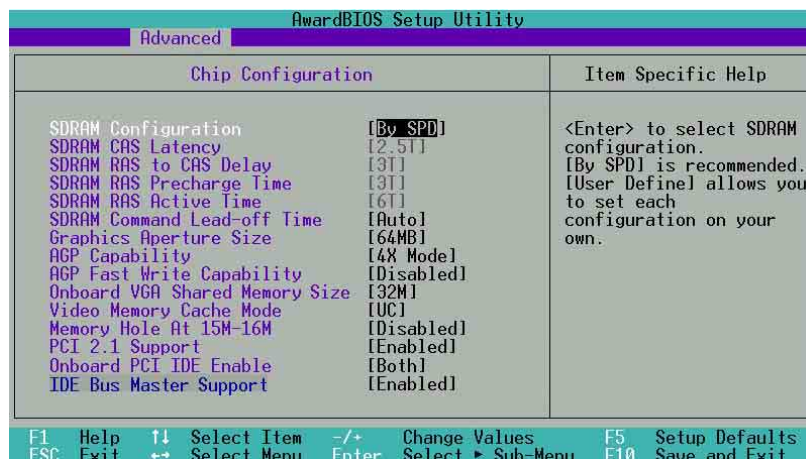 AwardBIOS Setup Utility
Advanced
Chip Configuration
Item Specific Help
SDRAM Configuration [By SPD]
SDRAM CAS Latency [2.5T]
SDRAM RAS to CAS Delay [3T]
SDRAM RAS Precharge Time [3T]
SDRAM RAS Active Time [6T]
SDRAM Command Lead-off Time [Auto]
Graphics Aperture Size [64MB]
AGP Capability [4X Mode]
AGP Fast Write Capability [Disabled]
Onboard VGA Shared Memory Size [32M]
Video Memory Cache Mode [UC]
Memory Hole At 15M-16M [Disabled]
PCI 2.1 Support [Enabled]
Onboard PCI IDE Enable [Both]
IDE Bus Master Support [Enabled]
<Enter> to select SDRAM
configuration.
[By SPD] is recommended.
[User Define] allows you
to set each
configuration on your
own.
F1 Help ↑↓ Select Item -/+ Change Values F5 Setup Defaults
ESC Exit ←→ Select Menu Enter Select ► Sub-Menu F10 Save and Exit